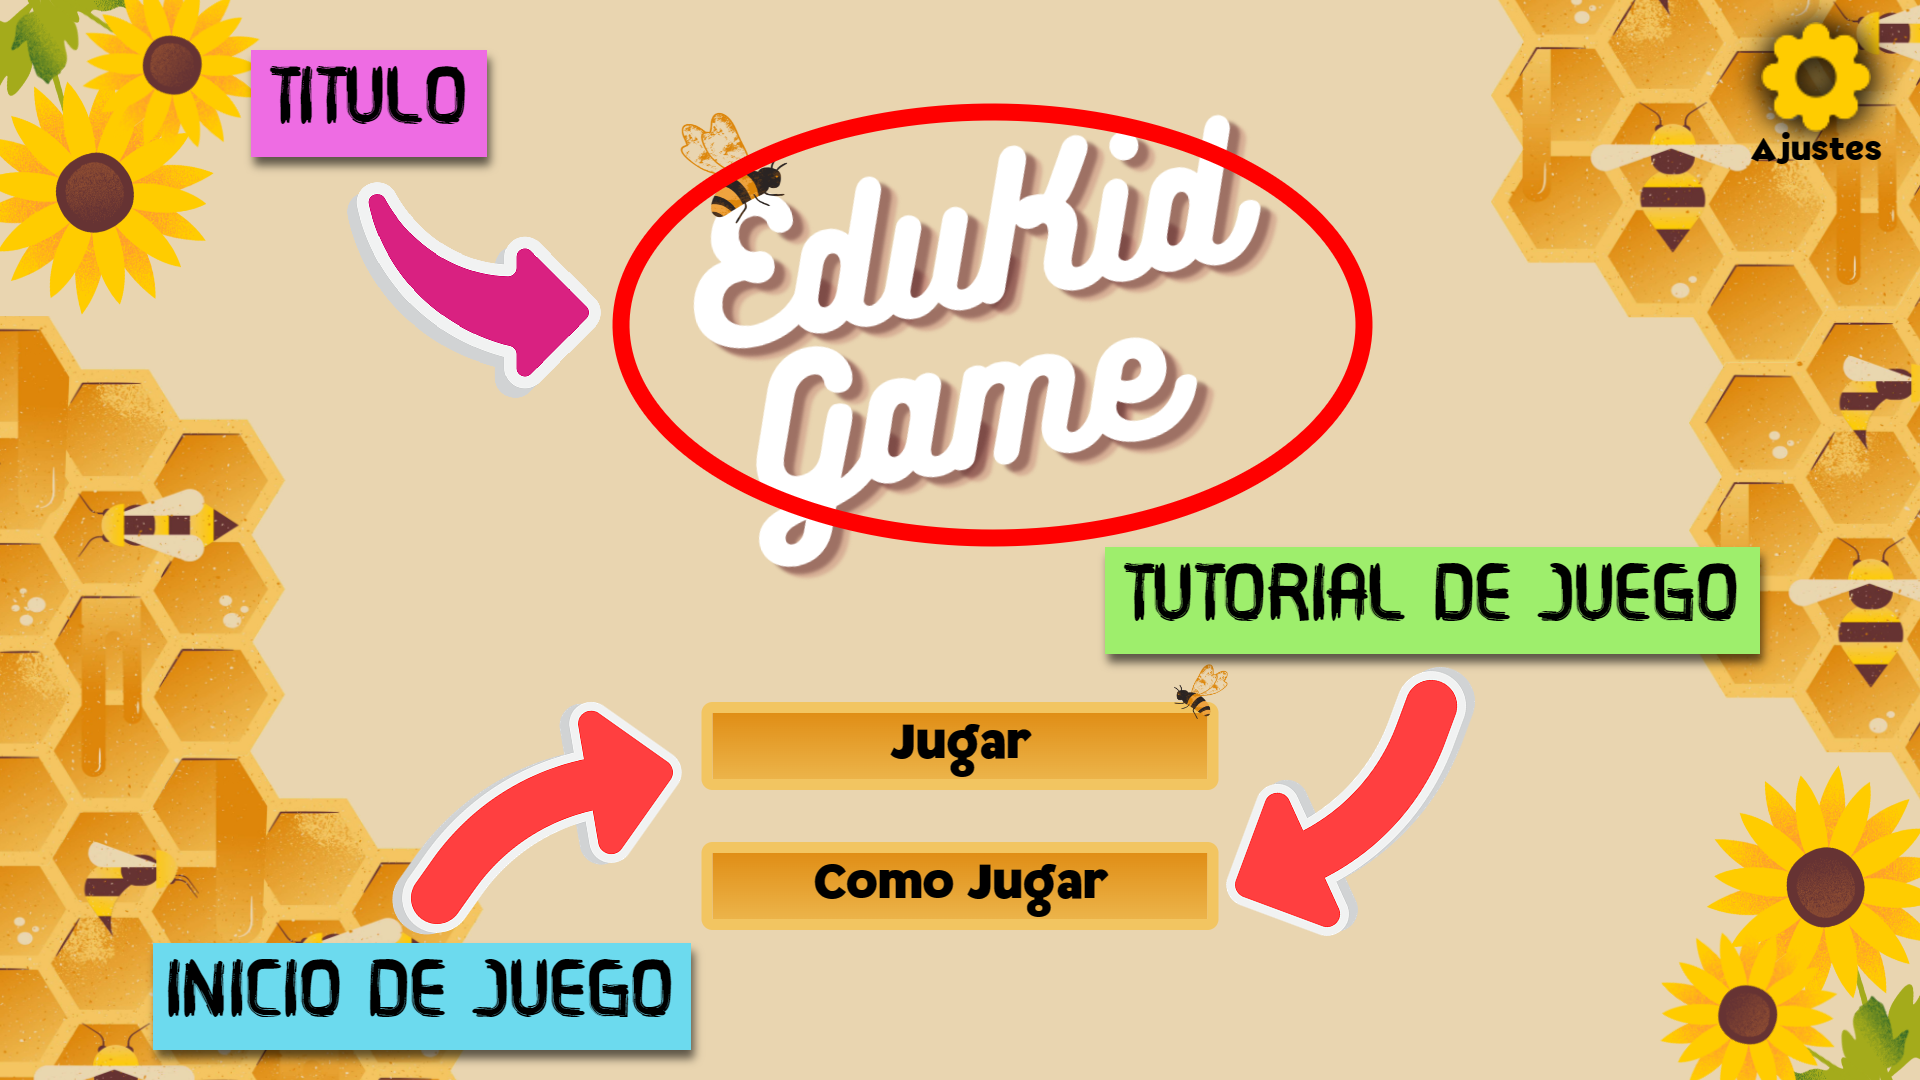 TITULO
Ajustes
EduKid
Game
TUTORIAL DE JUEGO
Jugar
Como Jugar
INICIO DE JUEGO